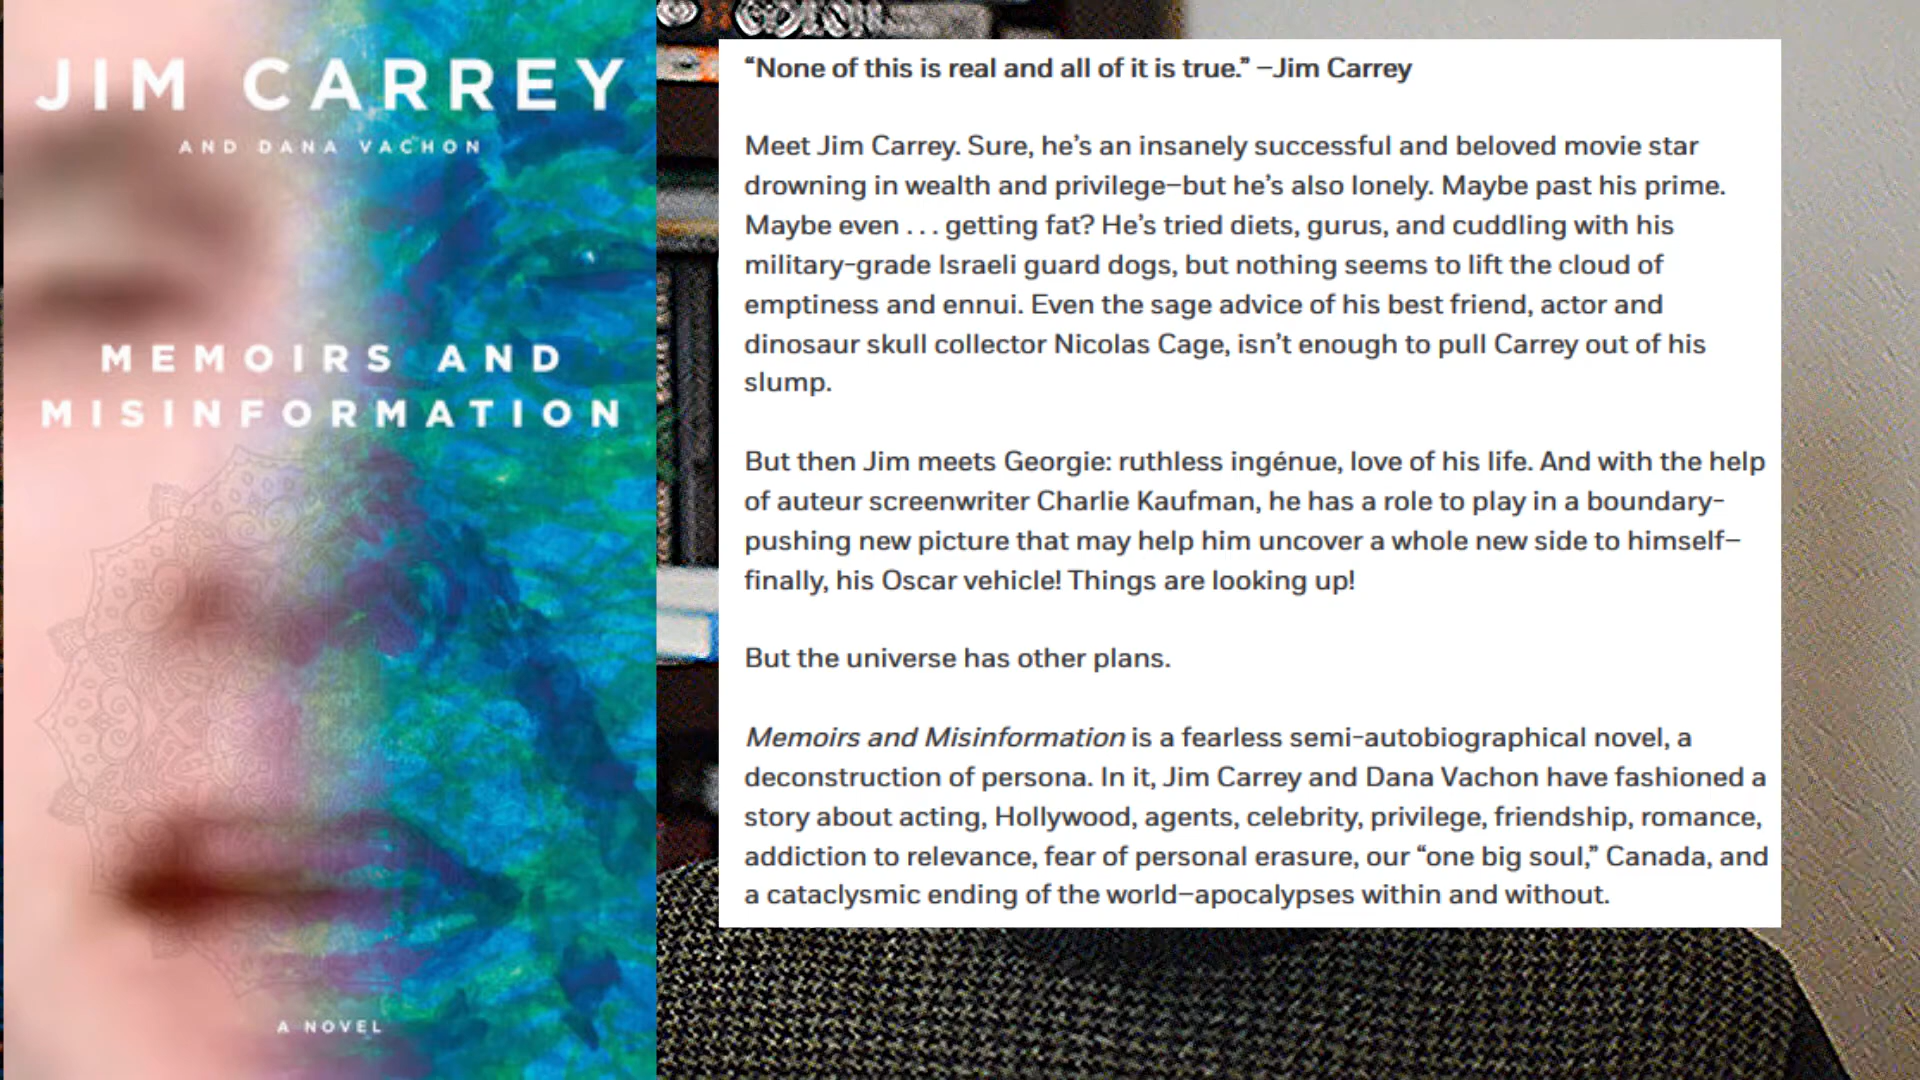 JIM CARREY
AND DANA VACHON
MEMOIRS AND
MISINFORMATION
A NOVEL
“None of this is real and all of it is true.” –Jim Carrey
Meet Jim Carrey. Sure, he’s an insanely successful and beloved movie star
drowning in wealth and privilege–but he’s also lonely. Maybe past his prime.
Maybe even . . . getting fat? He’s tried diets, gurus, and cuddling with his
military-grade Israeli guard dogs, but nothing seems to lift the cloud of
emptiness and ennui. Even the sage advice of his best friend, actor and
dinosaur skull collector Nicolas Cage, isn’t enough to pull Carrey out of his
slump.
But then Jim meets Georgie: ruthless ingénue, love of his life. And with the help
of auteur screenwriter Charlie Kaufman, he has a role to play in a boundary-
pushing new picture that may help him uncover a whole new side to himself–
finally, his Oscar vehicle! Things are looking up!
But the universe has other plans.
Memoirs and Misinformation is a fearless semi-autobiographical novel, a
deconstruction of persona. In it, Jim Carrey and Dana Vachon have fashioned a
story about acting, Hollywood, agents, celebrity, privilege, friendship, romance,
addiction to relevance, fear of personal erasure, our “one big soul,” Canada, and
a cataclysmic ending of the world–apocalypses within and without.